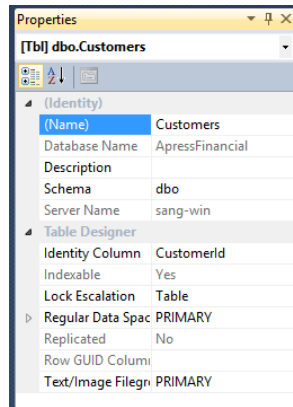 Properties
[Tbl] dbo.Customers
(Identity)
(Name) Customers
Database Name ApressFinancial
Description
Schema dbo
Server Name sang-win
Table Designer
Identity Column CustomerId
Indexable Yes
Lock Escalation Table
Regular Data Spac PRIMARY
Replicated No
Row GUID Colum
Text/Image Filegr PRIMARY